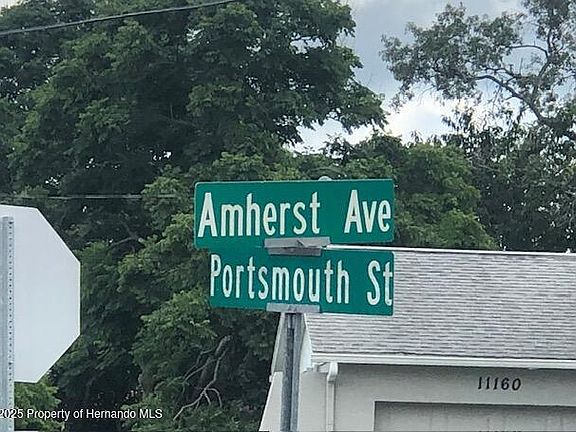 Amherst Ave
Portsmouth St
11160
2025 Property of Hernando MLS